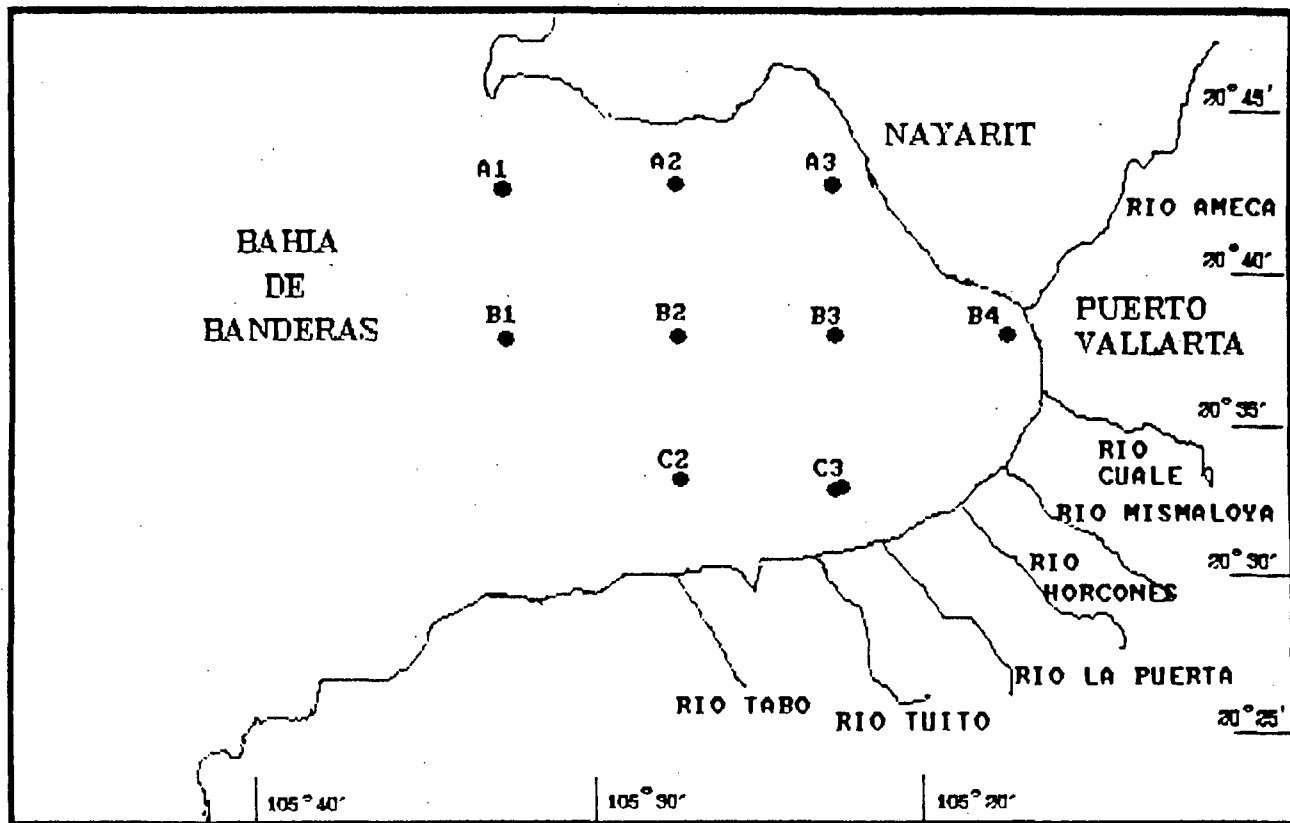 20°45'
NAYARIT
A1
A2
A3
RIO AMECA
BAHIA
DE
BANDERAS
20°40'
B1
B2
B3
B4
PUERTO
VALLARTA
20°35'
C2
C3
RIO
CUALE
RIO MISMALOYA
RIO
HORCONES
20°30'
RIO LA PUERTA
RIO TABO
RIO TUITO
20°25'
105°40'
105°30'
105°20'